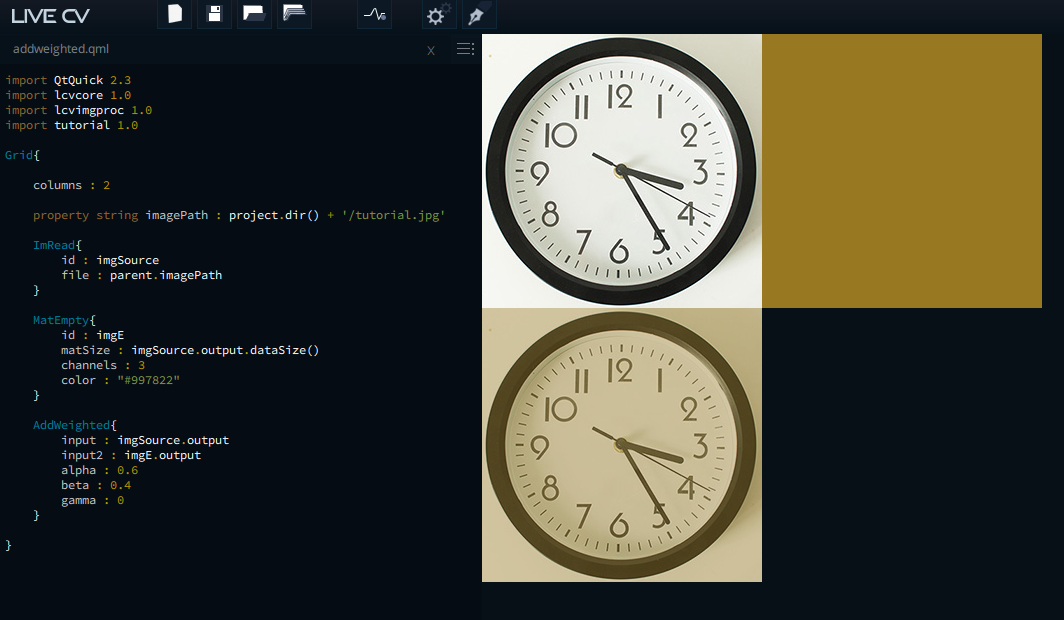 LIVE CV
addweighted.qml x
import QtQuick 2.3
import lcvcore 1.0
import lcvimgproc 1.0
import tutorial 1.0
Grid{
columns : 2
property string imagePath : project.dir() + '/tutorial.jpg'
ImRead{
id : imgSource
file : parent.imagePath
}
MatEmpty{
id : imgE
matSize : imgSource.output.dataSize()
channels : 3
color : "#997822"
}
AddWeighted{
input : imgSource.output
input2 : imgE.output
alpha : 0.6
beta : 0.4
gamma : 0
}
}
12
11 1
10 2
9 3
8 4
7 5
6
12
11 1
10 2
9 3
8 4
7 5
6